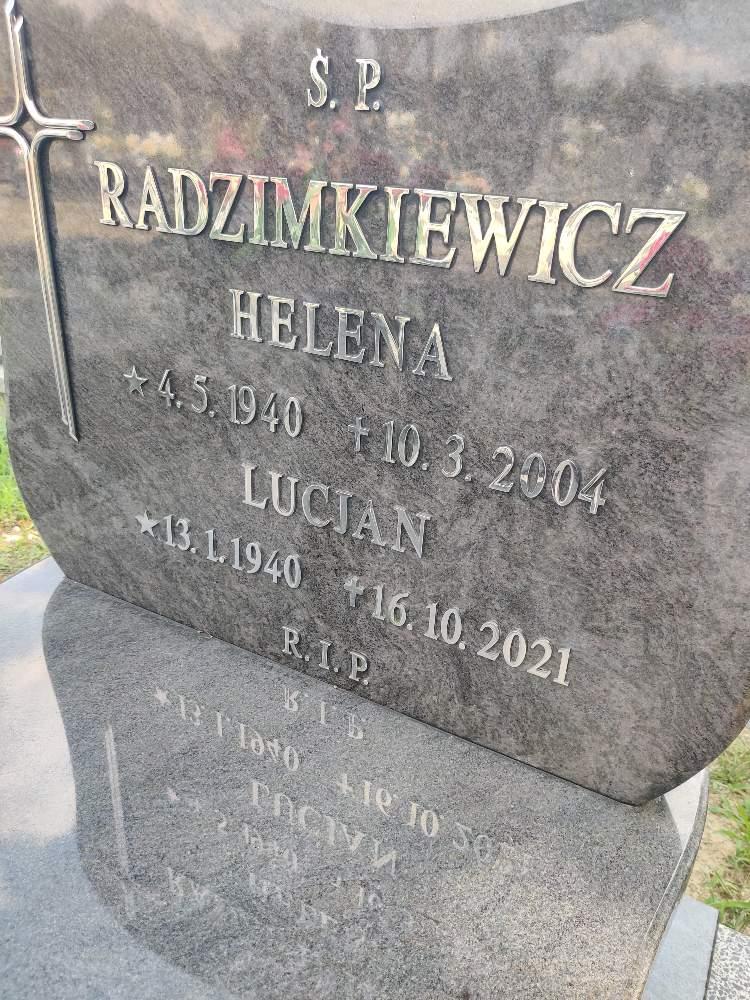 Ś. P.
RADZIMKIEWICZ
HELENA
★ 4. 5. 1940 ✝ 10. 3. 2004
LUCJAN
★ 13. 1. 1940 ✝ 16. 10. 2021
R. I. P.